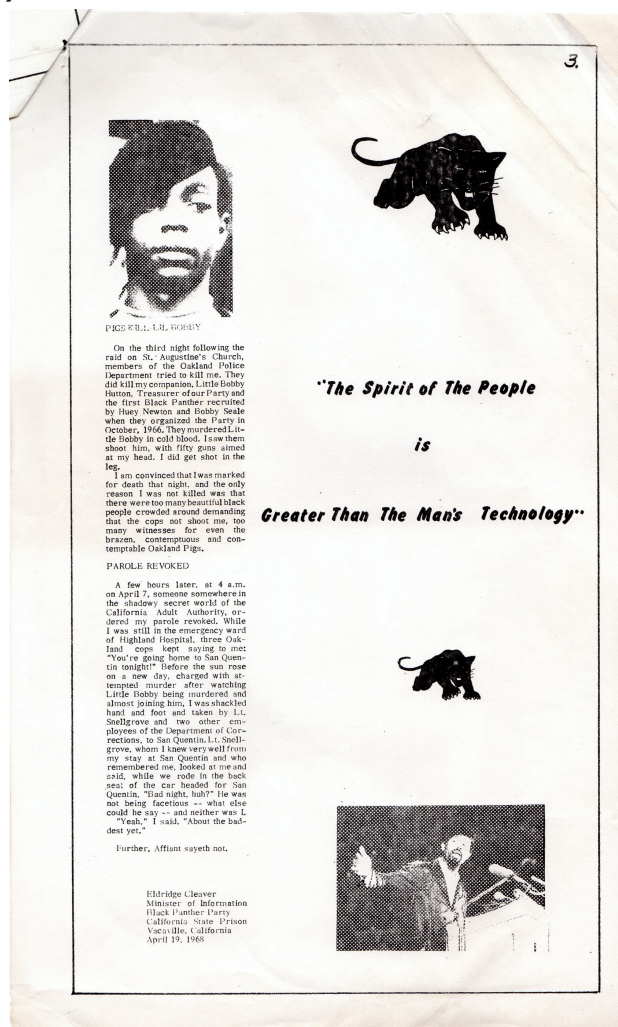 3.
PIGS KILL LIL BOBBY
On the third night following the
raid on St. Augustine's Church,
members of the Oakland Police
Department tried to kill me. They
did kill my companion, Little Bobby
Hutton, Treasurer of our Party and
the first Black Panther recruited
by Huey Newton and Bobby Seale
when they organized the Party in
October, 1966. They murdered Lit-
tle Bobby in cold blood. I saw them
shoot him, with fifty guns aimed
at my head. I did get shot in the
leg.
I am convinced that I was marked
for death that night, and the only
reason I was not killed was that
there were too many beautiful black
people crowded around demanding
that the cops not shoot me, too
many witnesses for even the
brazen, contemptuous and con-
temptable Oakland Pigs.
PAROLE REVOKED
A few hours later, at 4 a.m.
on April 7, someone somewhere in
the shadowy secret world of the
California Adult Authority, or-
dered my parole revoked. While
I was still in the emergency ward
of Highland Hospital, three Oak-
land cops kept saying to me:
"You're going home to San Quen-
tin tonight!" Before the sun rose
on a new day, charged with at-
tempted murder after watching
Little Bobby being murdered and
almost joining him, I was shackled
hand and foot and taken by Lt.
Snellgrove and two other em-
ployees of the Department of Cor-
rections, to San Quentin. Lt. Snell-
grove, whom I knew very well from
my stay at San Quentin and who
remembered me, looked at me and
said, while we rode in the back
seat of the car headed for San
Quentin, "Bad night, huh?" He was
not being facetious -- what else
could he say -- and neither was I.
"Yeah," I said, "About the bad-
dest yet."
Further, Affiant sayeth not.
Eldridge Cleaver
Minister of Information
Black Panther Party
California State Prison
Vacaville, California
April 19, 1968
"The Spirit of The People
is
Greater Than The Man's Technology"